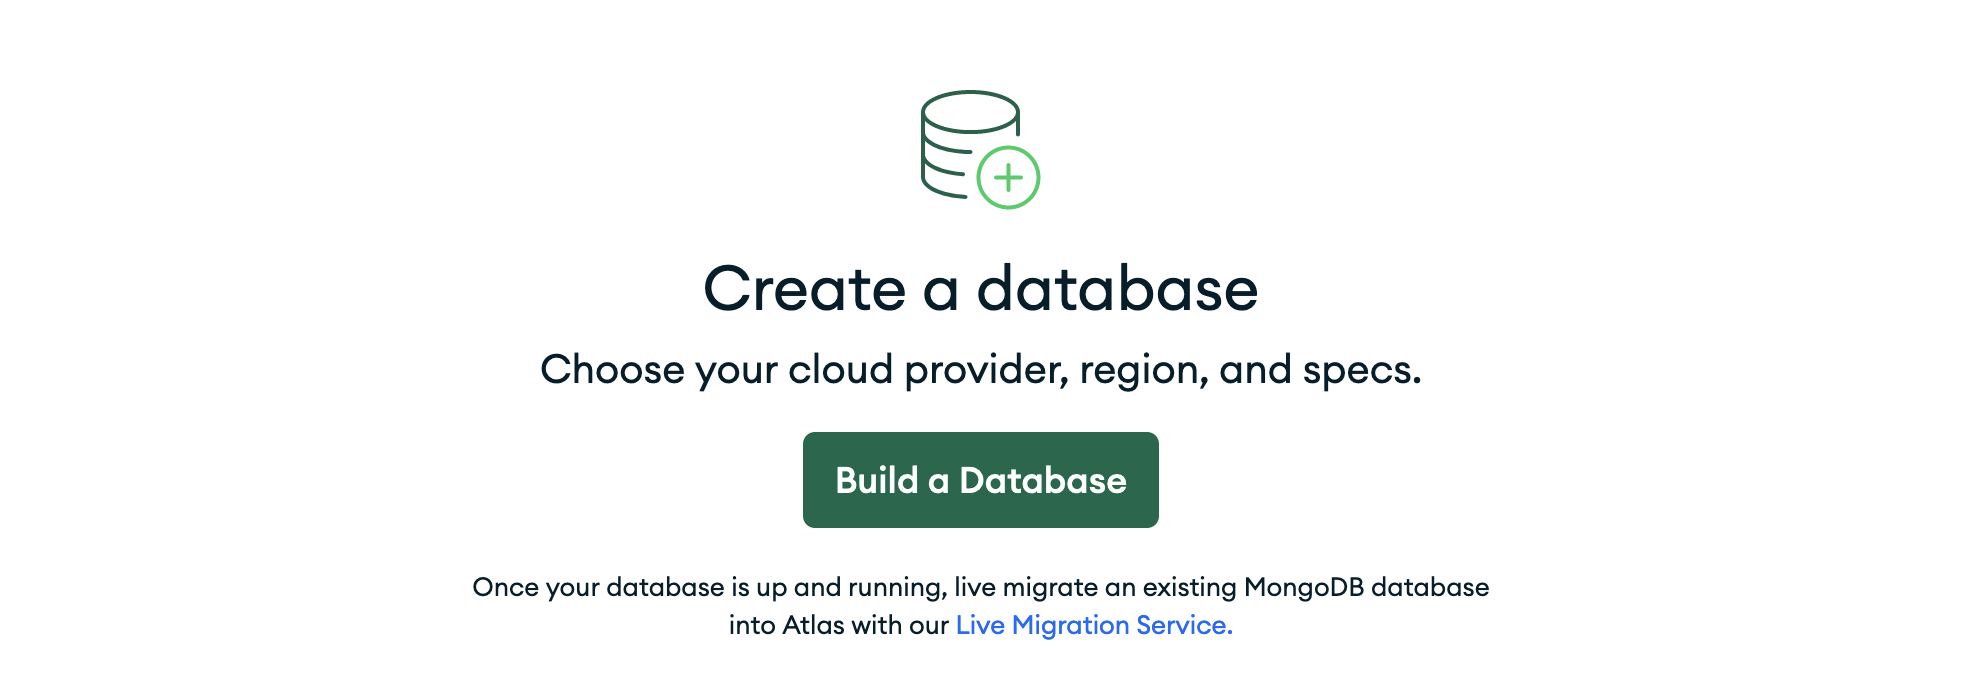 Create a database
Choose your cloud provider, region, and specs.
Build a Database
Once your database is up and running, live migrate an existing MongoDB database
into Atlas with our Live Migration Service.